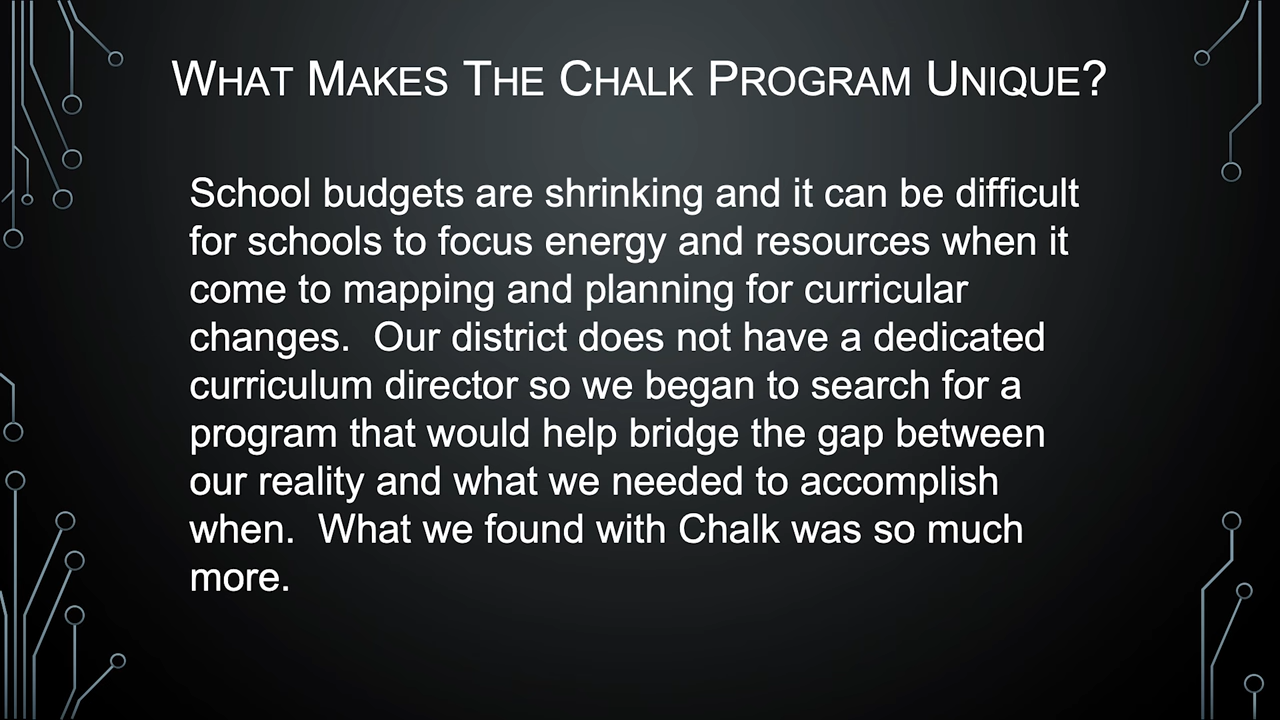 What Makes The Chalk Program Unique?
School budgets are shrinking and it can be difficult
for schools to focus energy and resources when it
come to mapping and planning for curricular
changes.  Our district does not have a dedicated
curriculum director so we began to search for a
program that would help bridge the gap between
our reality and what we needed to accomplish
when.  What we found with Chalk was so much
more.